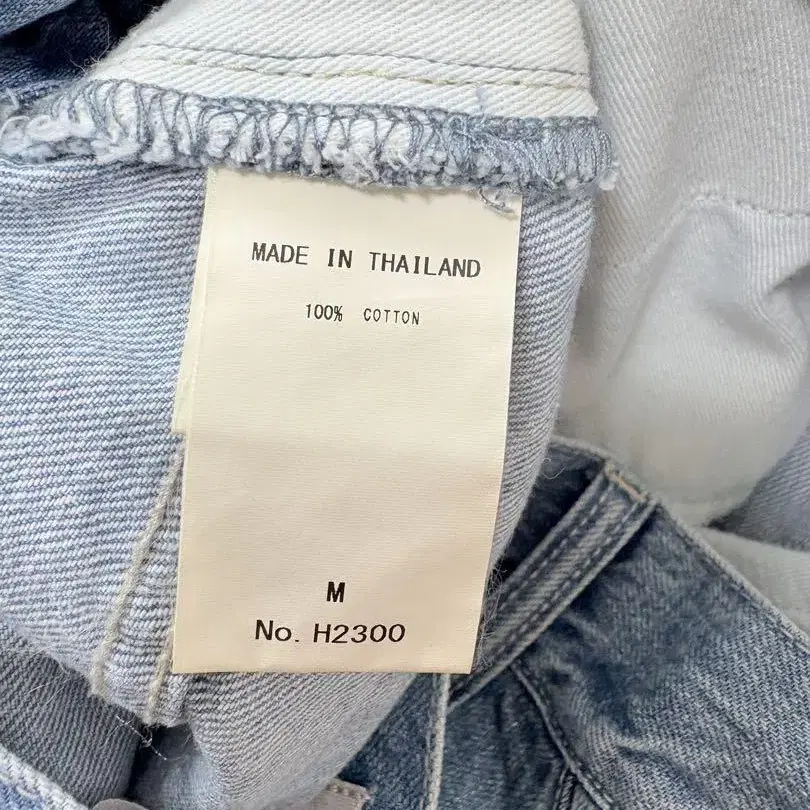 MADE IN THAILAND
100% COTTON
M
No. H2300